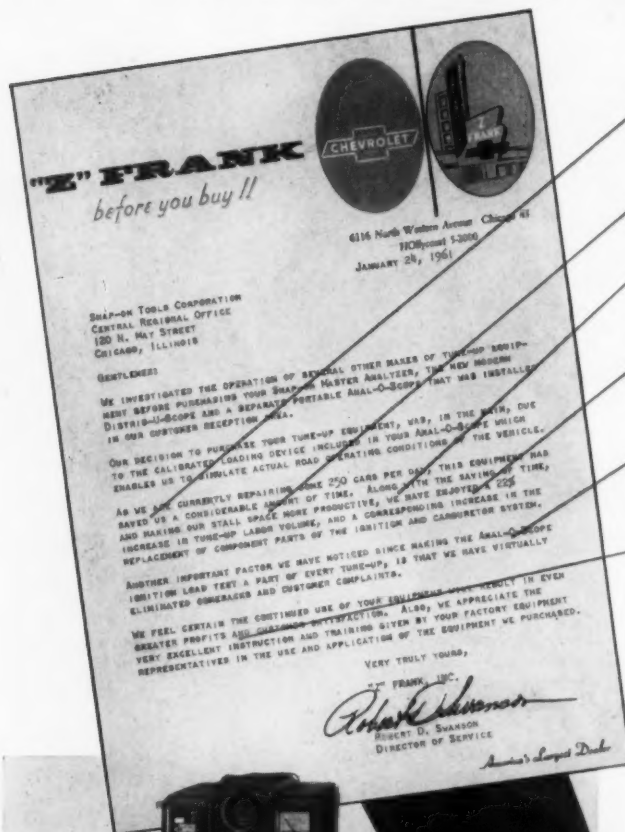 "Z" FRANK
before you buy !!
CHEVROLET
Z
FRANK
6116 North Western Avenue Chicago 45
HOllycourt 5-2000
JANUARY 24, 1961
SNAP-ON TOOLS CORPORATION
CENTRAL REGIONAL OFFICE
120 N. MAY STREET
CHICAGO, ILLINOIS
GENTLEMEN:
WE INVESTIGATED THE OPERATION OF SEVERAL OTHER MAKES OF TUNE-UP EQUIP-
MENT BEFORE PURCHASING YOUR SNAP-ON MASTER ANALYZER, THE NEW MODERN
DISTRIB-U-SCOPE AND A SEPARATE PORTABLE ANAL-O-SCOPE THAT WAS INSTALLED
IN OUR CUSTOMER RECEPTION AREA.
OUR DECISION TO PURCHASE YOUR TUNE-UP EQUIPMENT, WAS, IN THE MAIN, DUE
TO THE CALIBRATED LOADING DEVICE INCLUDED IN YOUR ANAL-O-SCOPE WHICH
ENABLES US TO SIMULATE ACTUAL ROAD OPERATING CONDITIONS OF THE VEHICLE.
AS WE ARE CURRENTLY REPAIRING SOME 250 CARS PER DAY, THIS EQUIPMENT HAS
SAVED US A CONSIDERABLE AMOUNT OF TIME. ALONG WITH THE SAVING OF TIME,
AND MAKING OUR STALL SPACE MORE PRODUCTIVE, WE HAVE ENJOYED A 22%
INCREASE IN TUNE-UP LABOR VOLUME, AND A CORRESPONDING INCREASE IN THE
REPLACEMENT OF COMPONENT PARTS OF THE IGNITION AND CARBURETOR SYSTEM.
ANOTHER IMPORTANT FACTOR WE HAVE NOTICED SINCE MAKING THE ANAL-O-SCOPE
IGNITION LOAD TEST A PART OF EVERY TUNE-UP, IS THAT WE HAVE VIRTUALLY
ELIMINATED COMEBACKS AND CUSTOMER COMPLAINTS.
WE FEEL CERTAIN THE CONTINUED USE OF YOUR EQUIPMENT WILL RESULT IN EVEN
GREATER PROFITS AND CUSTOMER SATISFACTION. ALSO, WE APPRECIATE THE
VERY EXCELLENT INSTRUCTION AND TRAINING GIVEN BY YOUR FACTORY EQUIPMENT
REPRESENTATIVES IN THE USE AND APPLICATION OF THE EQUIPMENT WE PURCHASED.
VERY TRULY YOURS,
"Z" FRANK, INC.
Robert D. Swanson
ROBERT D. SWANSON
DIRECTOR OF SERVICE
America's Largest Dealer